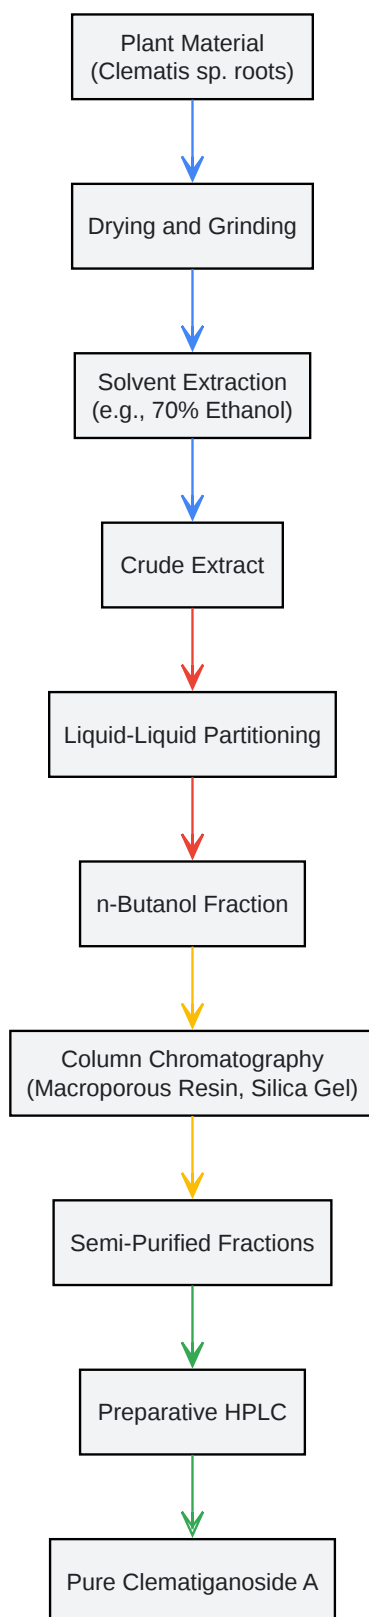 Plant Material
(Clematis sp. roots)
Drying and Grinding
Solvent Extraction
(e.g., 70% Ethanol)
Crude Extract
Liquid-Liquid Partitioning
n-Butanol Fraction
Column Chromatography
(Macroporous Resin, Silica Gel)
Semi-Purified Fractions
Preparative HPLC
Pure Clematiganoside A